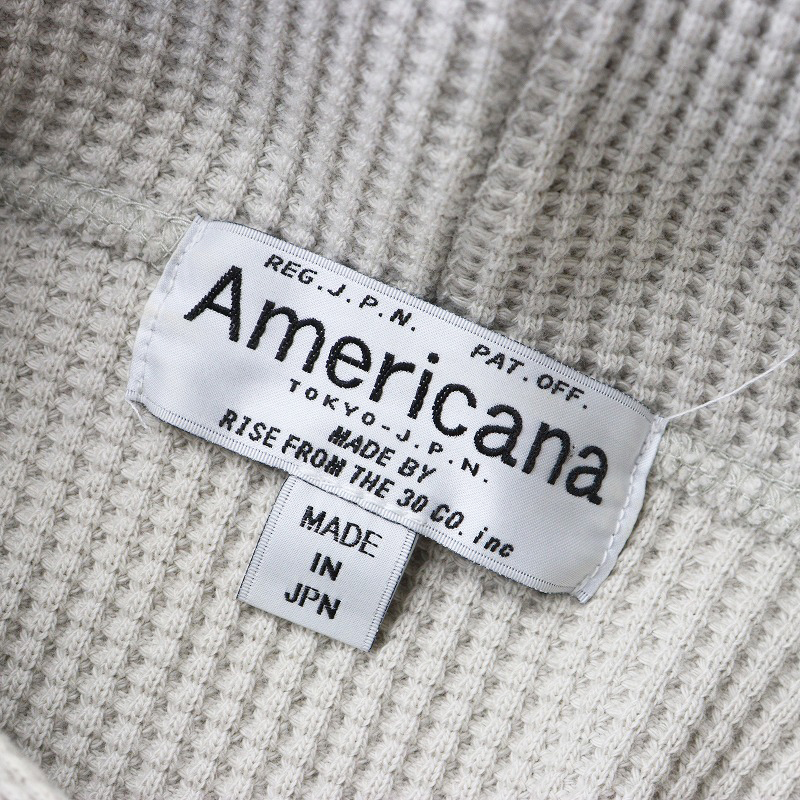 REG.J.P.N. PAT.OFF.
Americana
TOKYO-J.P.N.
MADE BY
RISE FROM THE 30 CO. inc
MADE
IN
JPN